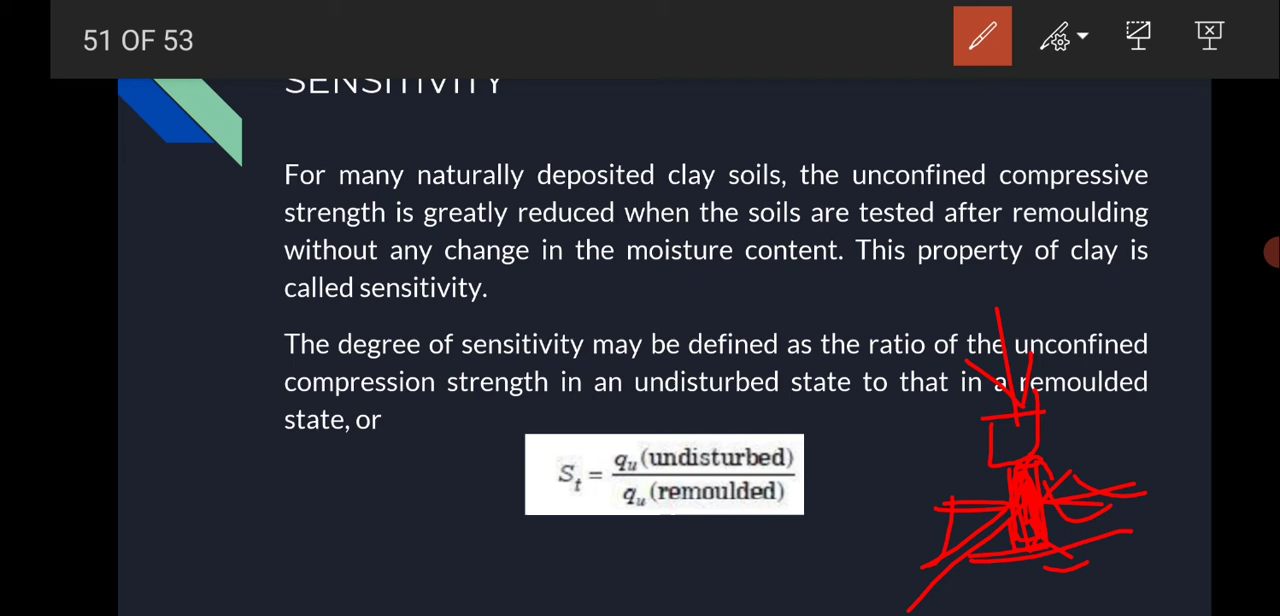 51 OF 53
SENSITIVITY
For many naturally deposited clay soils, the unconfined compressive
strength is greatly reduced when the soils are tested after remoulding
without any change in the moisture content. This property of clay is
called sensitivity.
The degree of sensitivity may be defined as the ratio of the unconfined
compression strength in an undisturbed state to that in a remoulded
state, or
S_t = q_u (undisturbed) / q_u (remoulded)